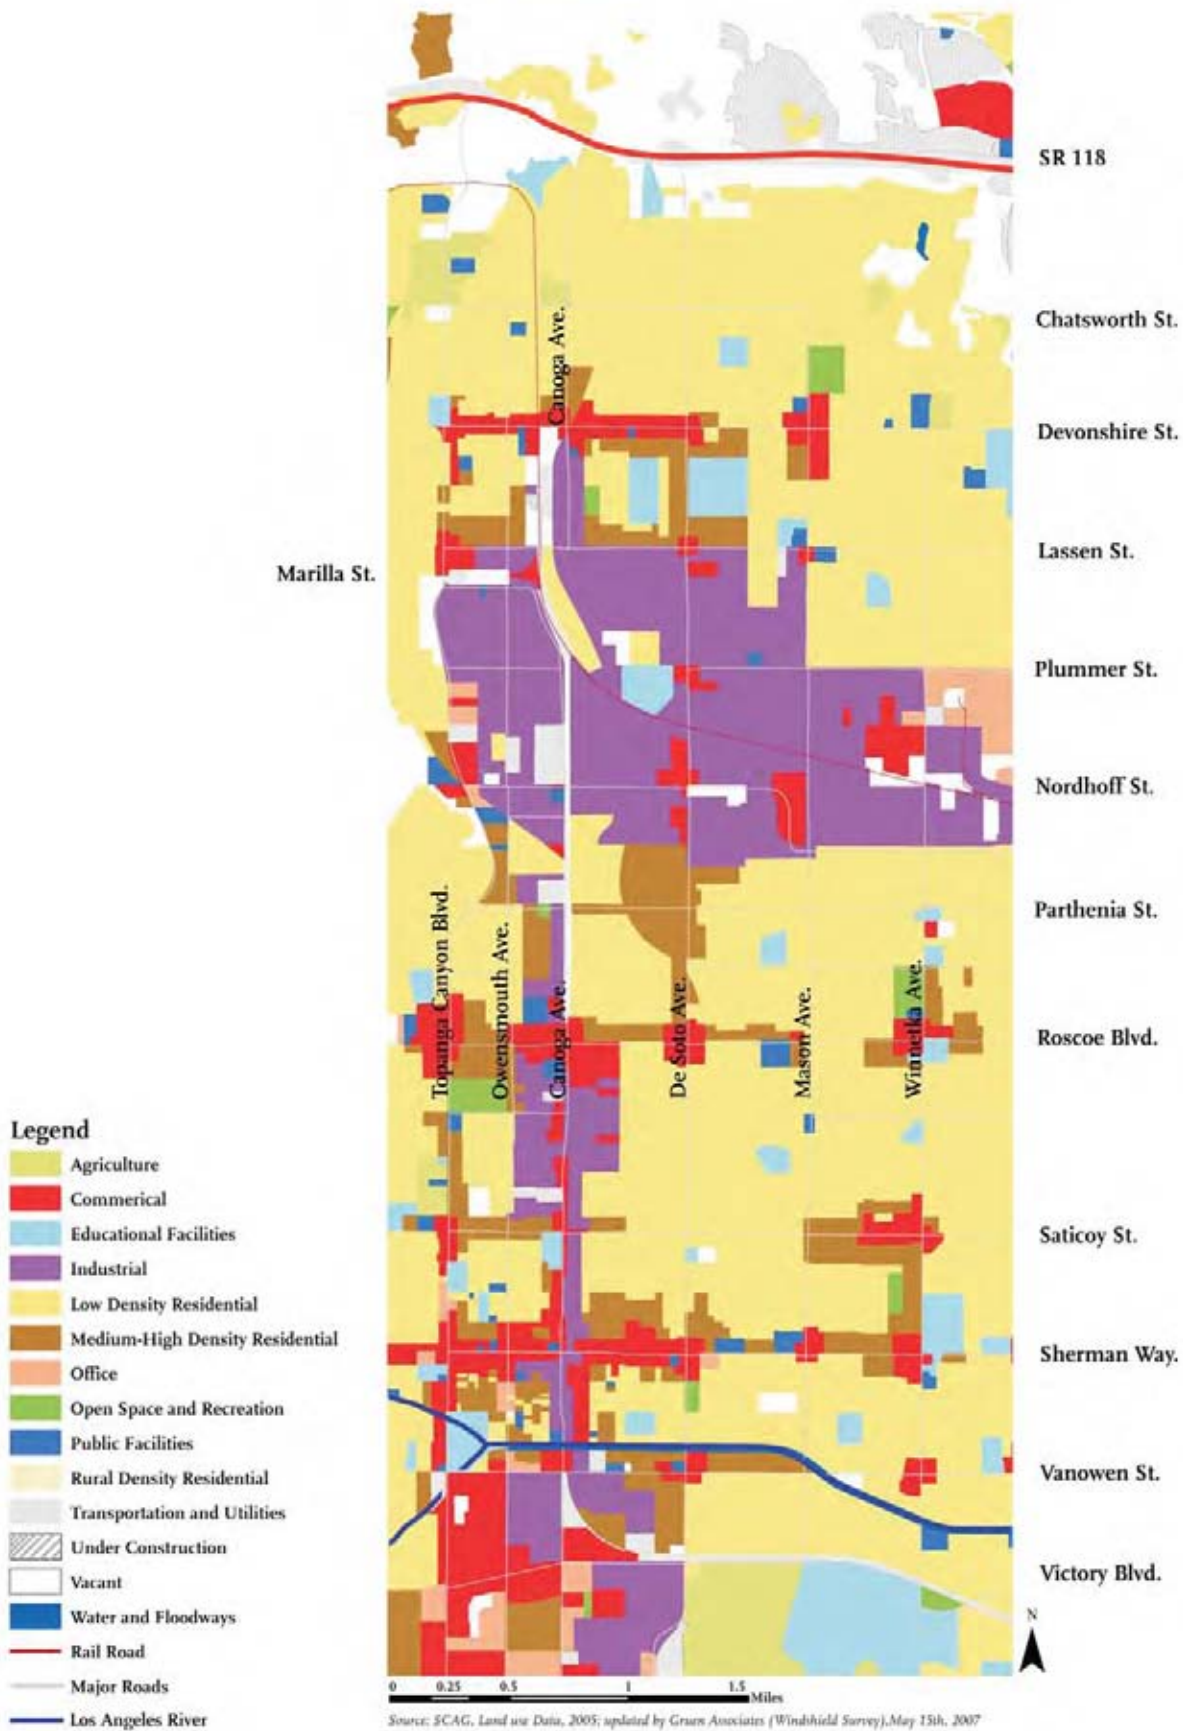 SR 118
Chatsworth St.
Canoga Ave.
Devonshire St.
Lassen St.
Marilla St.
Plummer St.
Nordhoff St.
Parthenia St.
Topanga Canyon Blvd.
Owensmouth Ave.
Canoga Ave.
De Soto Ave.
Mason Ave.
Winnetka Ave.
Roscoe Blvd.
Saticoy St.
Sherman Way.
Vanowen St.
Victory Blvd.
Legend
Agriculture
Commerical
Educational Facilities
Industrial
Low Density Residential
Medium-High Density Residential
Office
Open Space and Recreation
Public Facilities
Rural Density Residential
Transportation and Utilities
Under Construction
Vacant
Water and Floodways
Rail Road
Major Roads
Los Angeles River
N
0 0.25 0.5 1 1.5
Miles
Source: SCAG, Land use Data, 2005; updated by Gruen Associates (Windshield Survey),May 15th, 2007